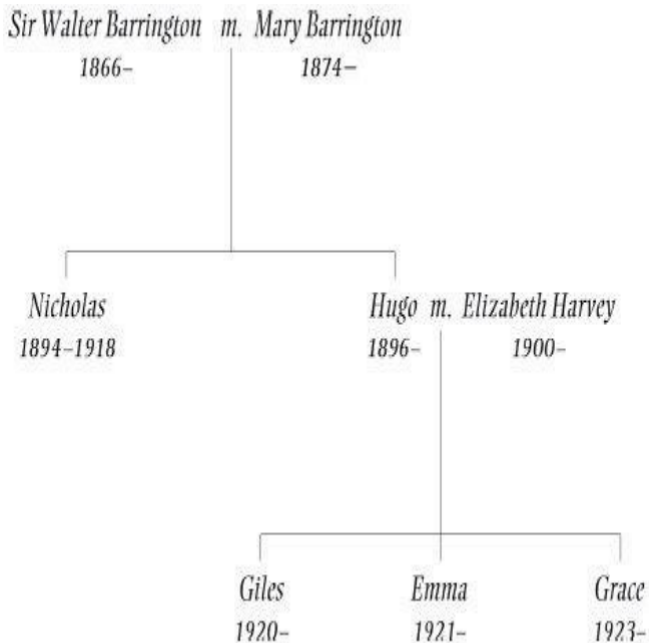 Sir Walter Barrington m. Mary Barrington
1866– 1874–
Nicholas Hugo m. Elizabeth Harvey
1894–1918 1896– 1900–
Giles Emma Grace
1920– 1921– 1923–